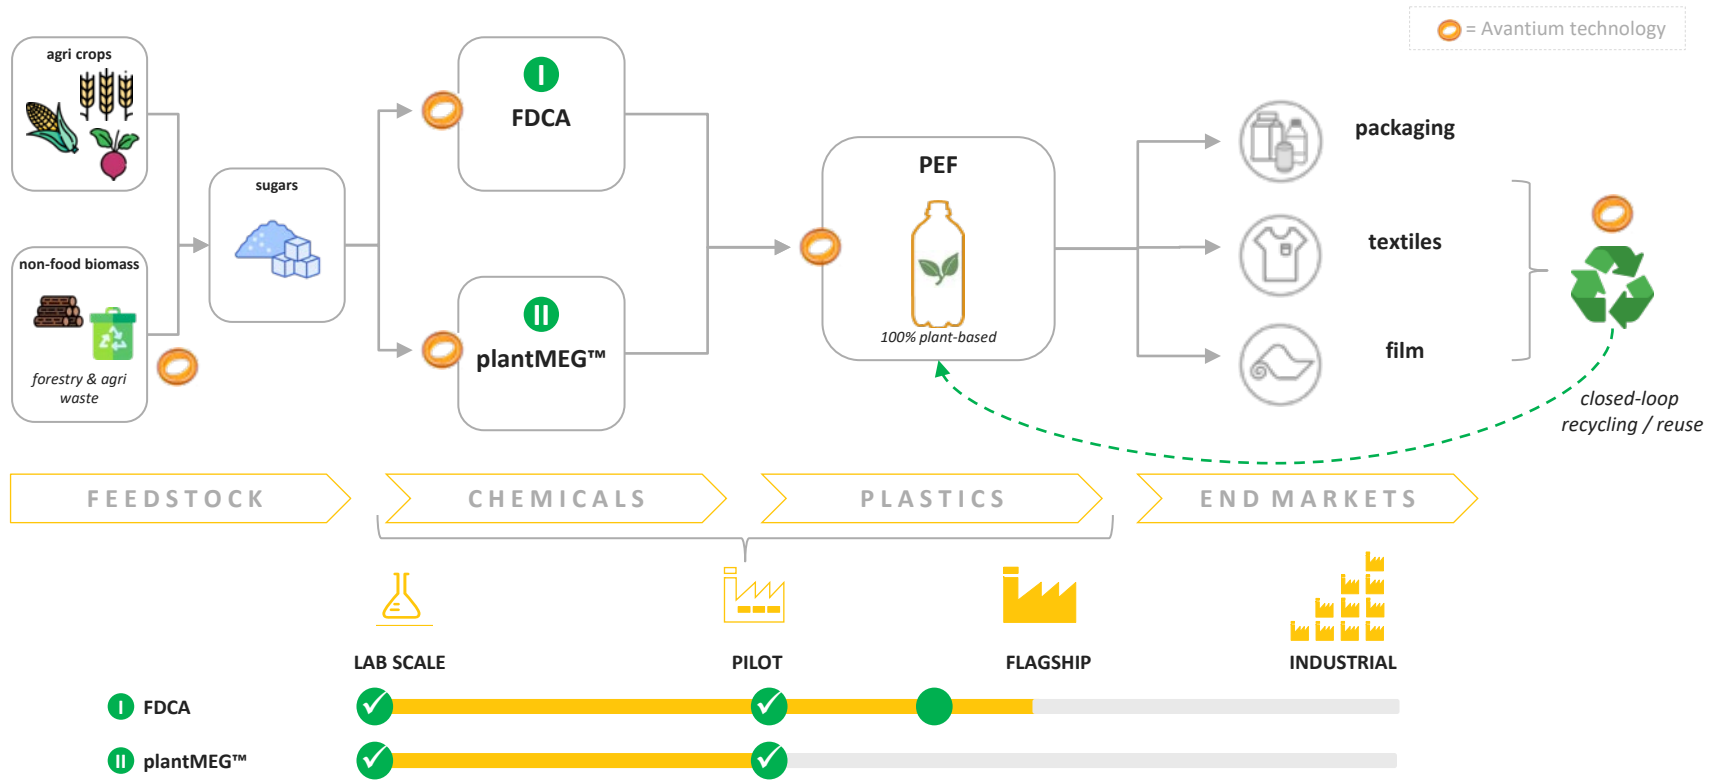 = Avantium technology
agri crops
non-food biomass
forestry & agri
waste
sugars
I
FDCA
II
plantMEG™
PEF
100% plant-based
packaging
textiles
film
closed-loop
recycling / reuse
FEEDSTOCK
CHEMICALS
PLASTICS
END MARKETS
LAB SCALE
PILOT
FLAGSHIP
INDUSTRIAL
I FDCA
II plantMEG™